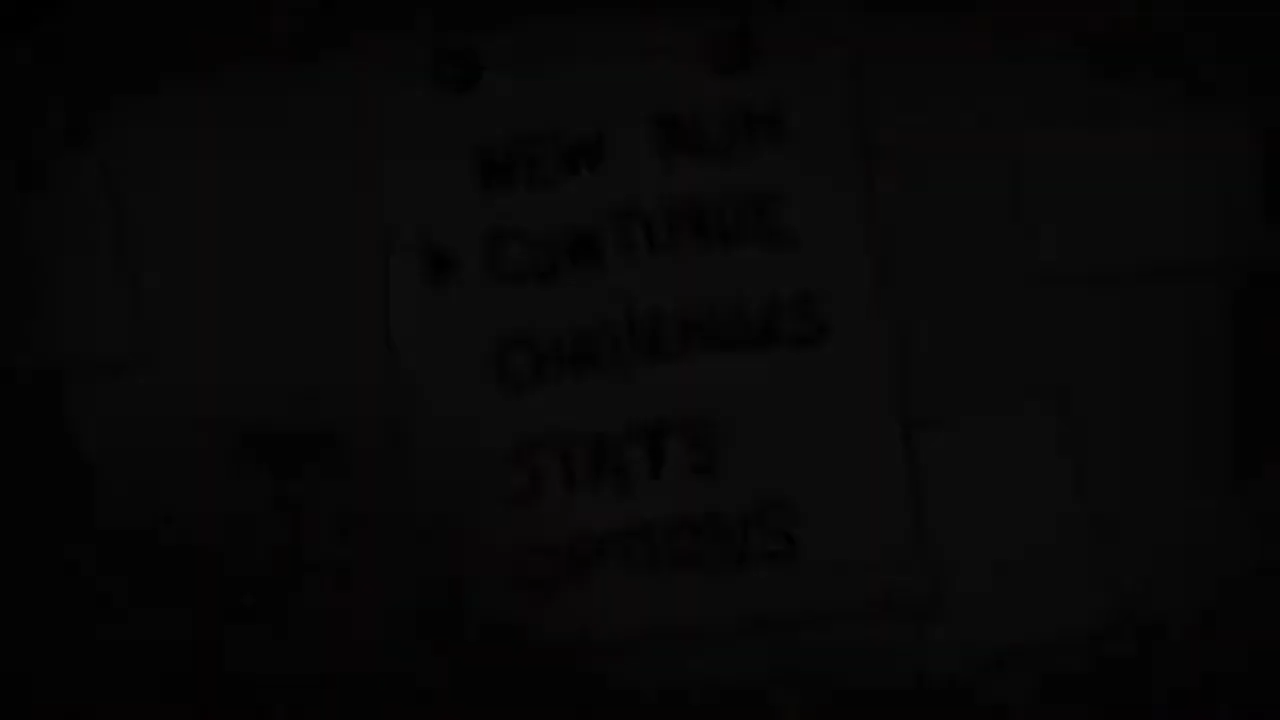 NEW RUN
CONTINUE
CHALLENGES
STATS
OPTIONS